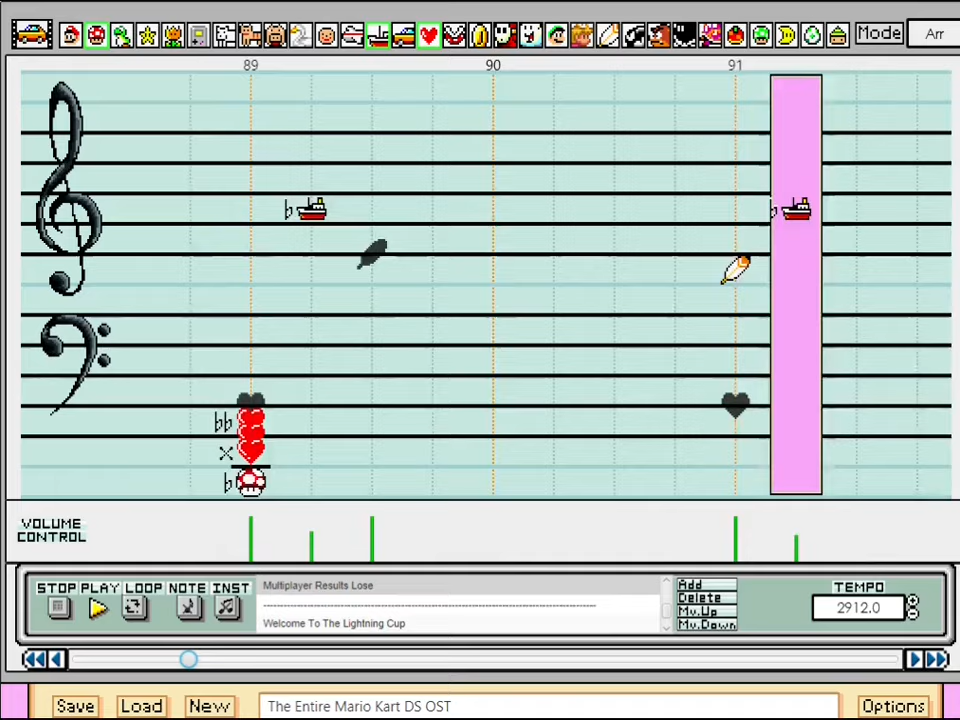 Mode Arr
89 90 91
VOLUME
CONTROL
STOP PLAY LOOP NOTE INST
Multiplayer Results Lose
Welcome To The Lightning Cup
Add
Delete
Mv.Up
Mv.Down
TEMPO
2912.0
Save Load New The Entire Mario Kart DS OST Options